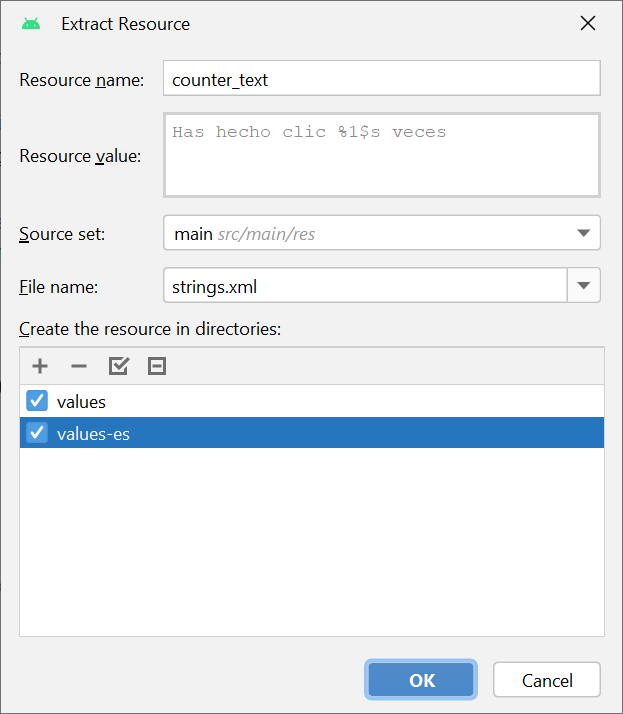 Extract Resource
Resource name: counter_text
Resource value: Has hecho clic %1$s veces
Source set: main src/main/res
File name: strings.xml
Create the resource in directories:
values
values-es
OK Cancel